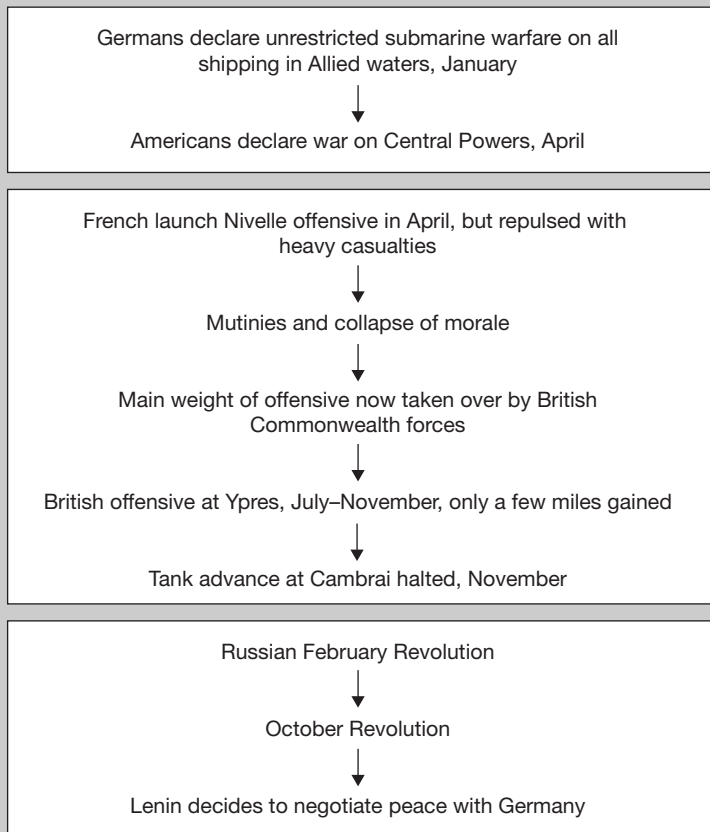 Germans declare unrestricted submarine warfare on all
shipping in Allied waters, January
Americans declare war on Central Powers, April
French launch Nivelle offensive in April, but repulsed with
heavy casualties
Mutinies and collapse of morale
Main weight of offensive now taken over by British
Commonwealth forces
British offensive at Ypres, July–November, only a few miles gained
Tank advance at Cambrai halted, November
Russian February Revolution
October Revolution
Lenin decides to negotiate peace with Germany